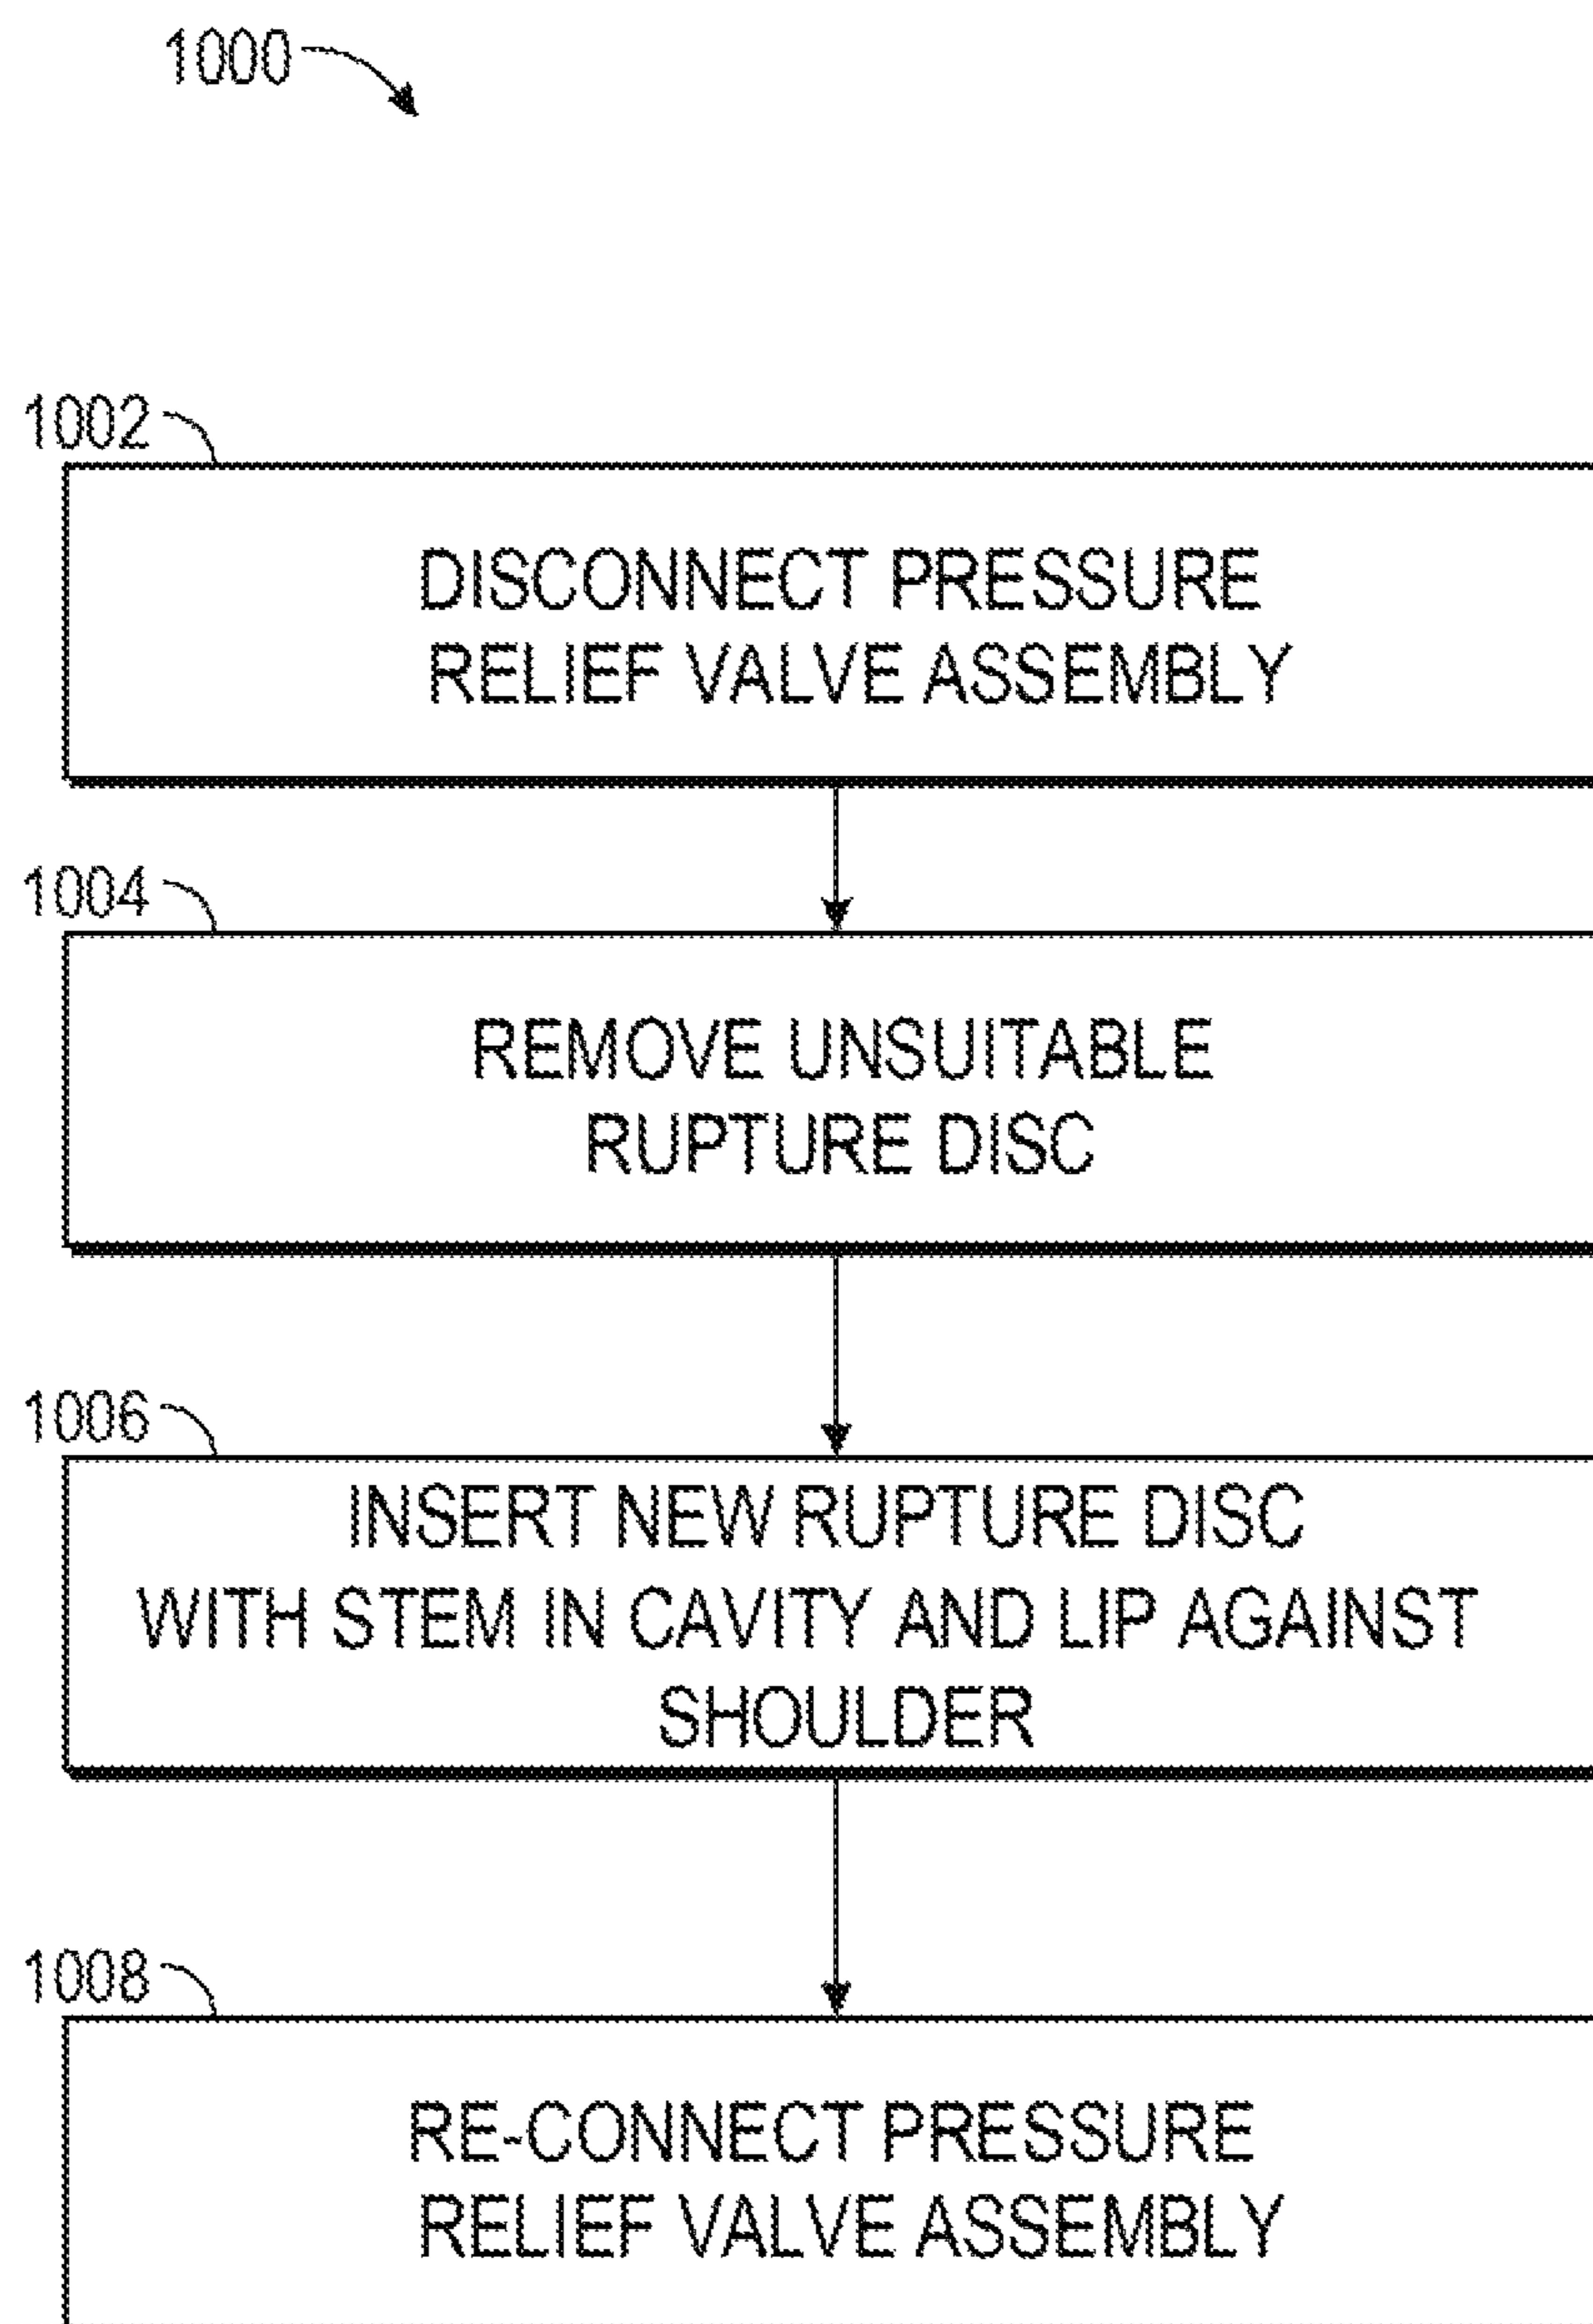 1000
1002
DISCONNECT PRESSURE
RELIEF VALVE ASSEMBLY
1004
REMOVE UNSUITABLE
RUPTURE DISC
1006
INSERT NEW RUPTURE DISC
WITH STEM IN CAVITY AND LIP AGAINST
SHOULDER
1008
RE-CONNECT PRESSURE
RELIEF VALVE ASSEMBLY